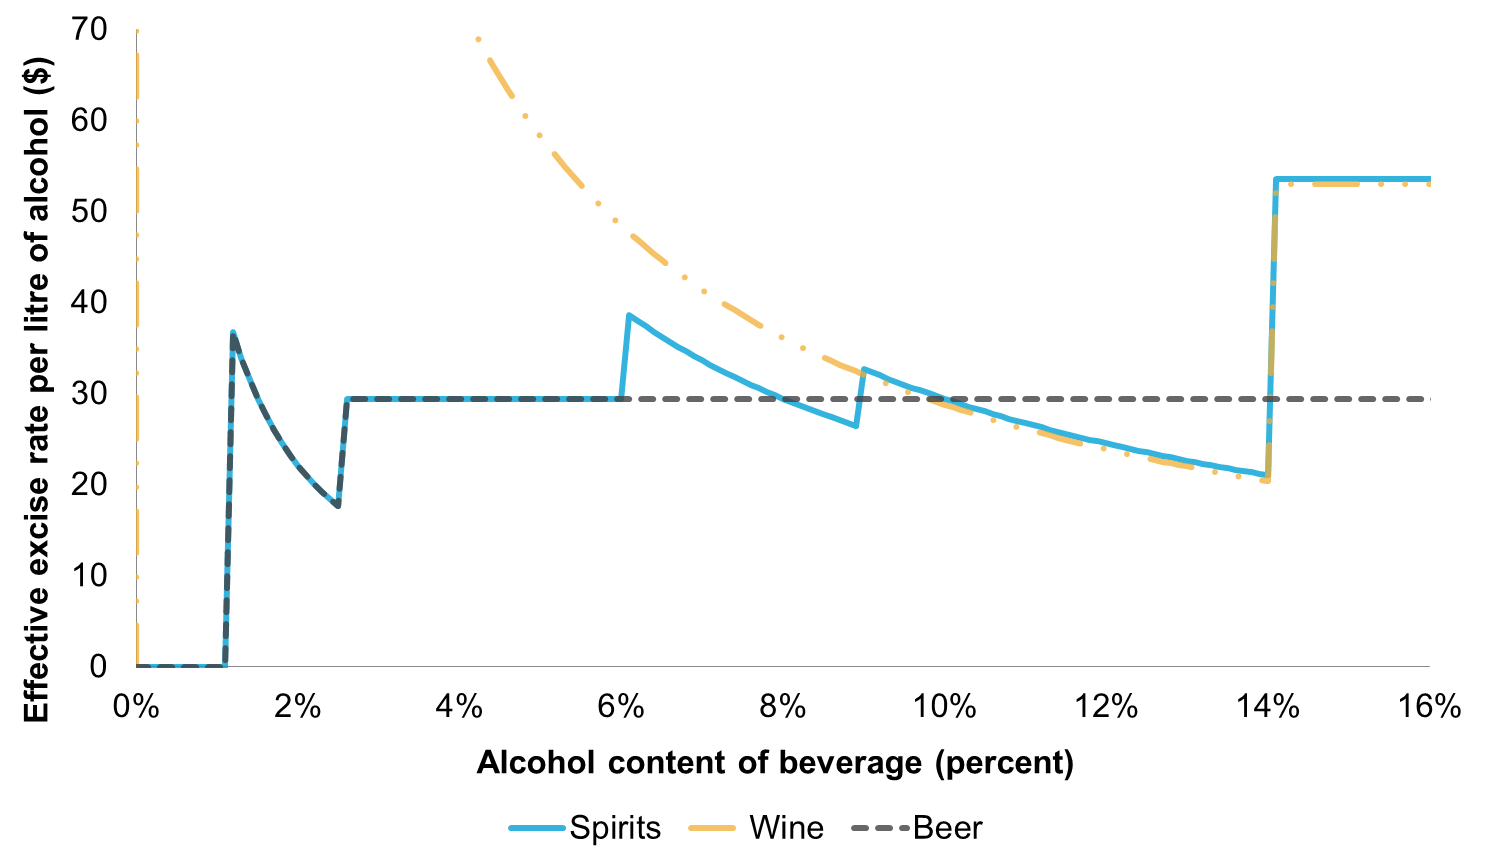 Effective excise rate per litre of alcohol ($)
70
60
50
40
30
20
10
0
0% 2% 4% 6% 8% 10% 12% 14% 16%
Alcohol content of beverage (percent)
Spirits Wine Beer